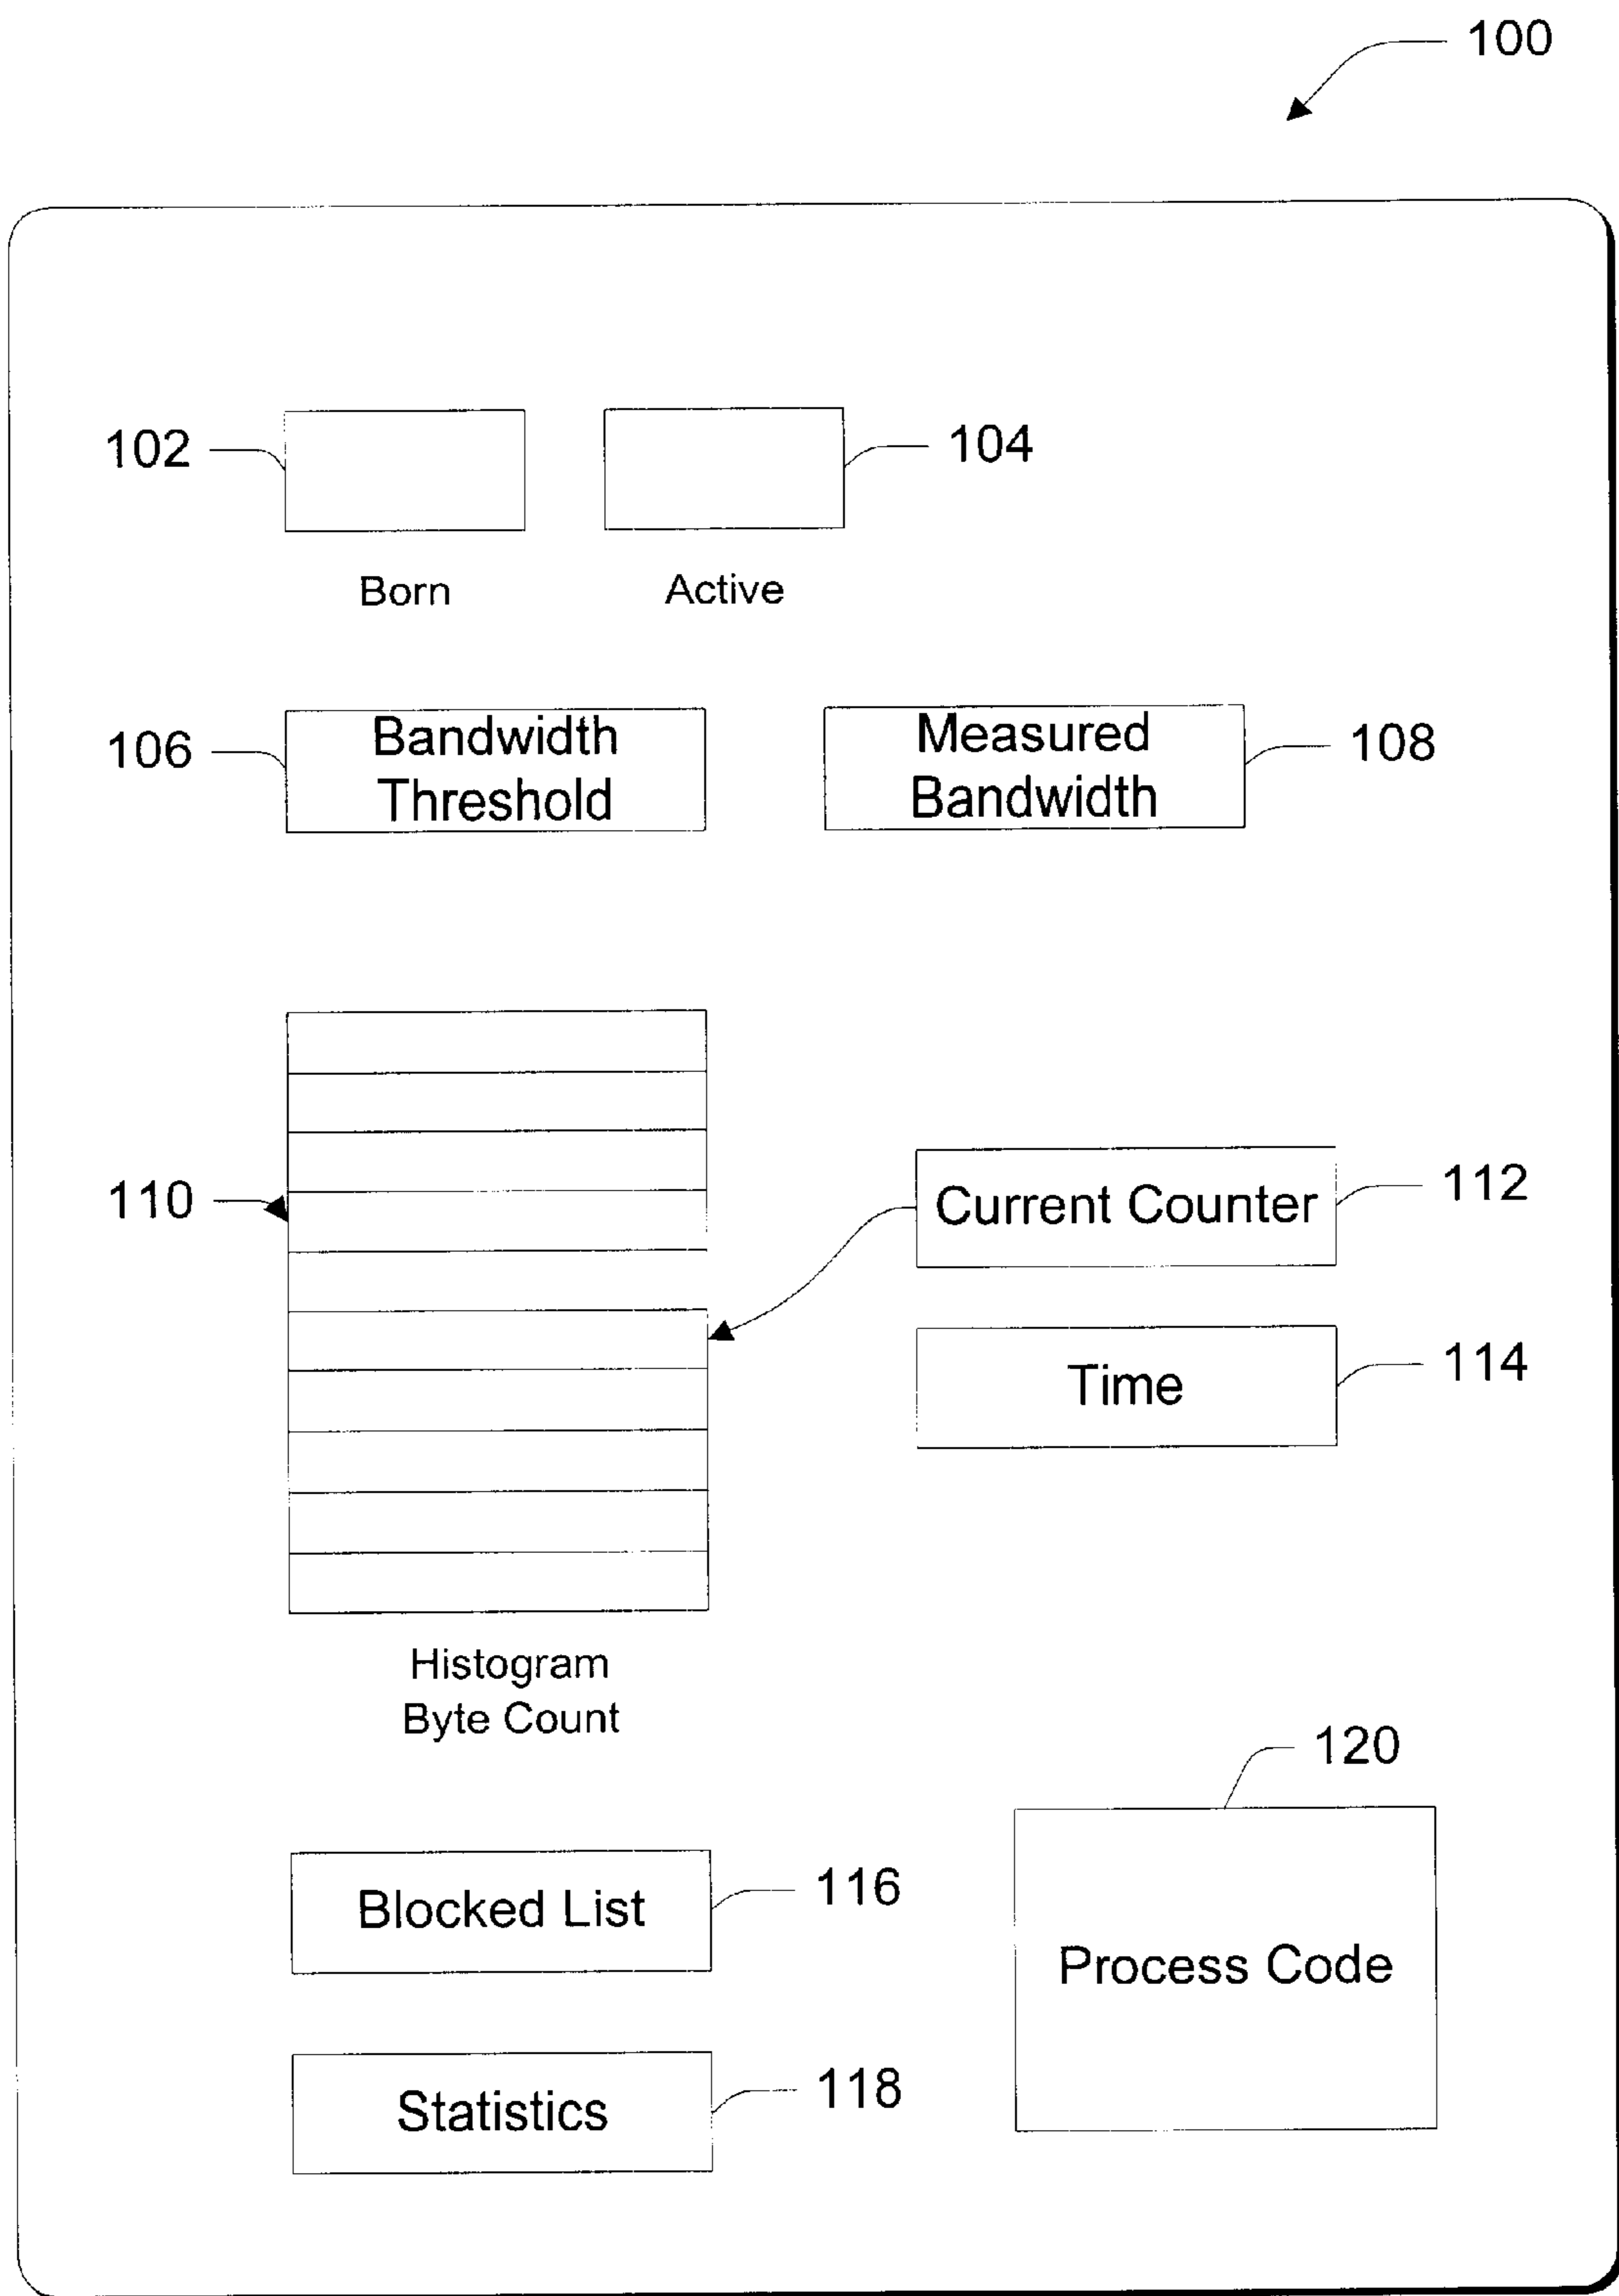 100
102
104
Born
Active
106
Bandwidth
Threshold
Measured
Bandwidth
108
110
Current Counter
112
Time
114
Histogram
Byte Count
120
Blocked List
116
Process Code
Statistics
118